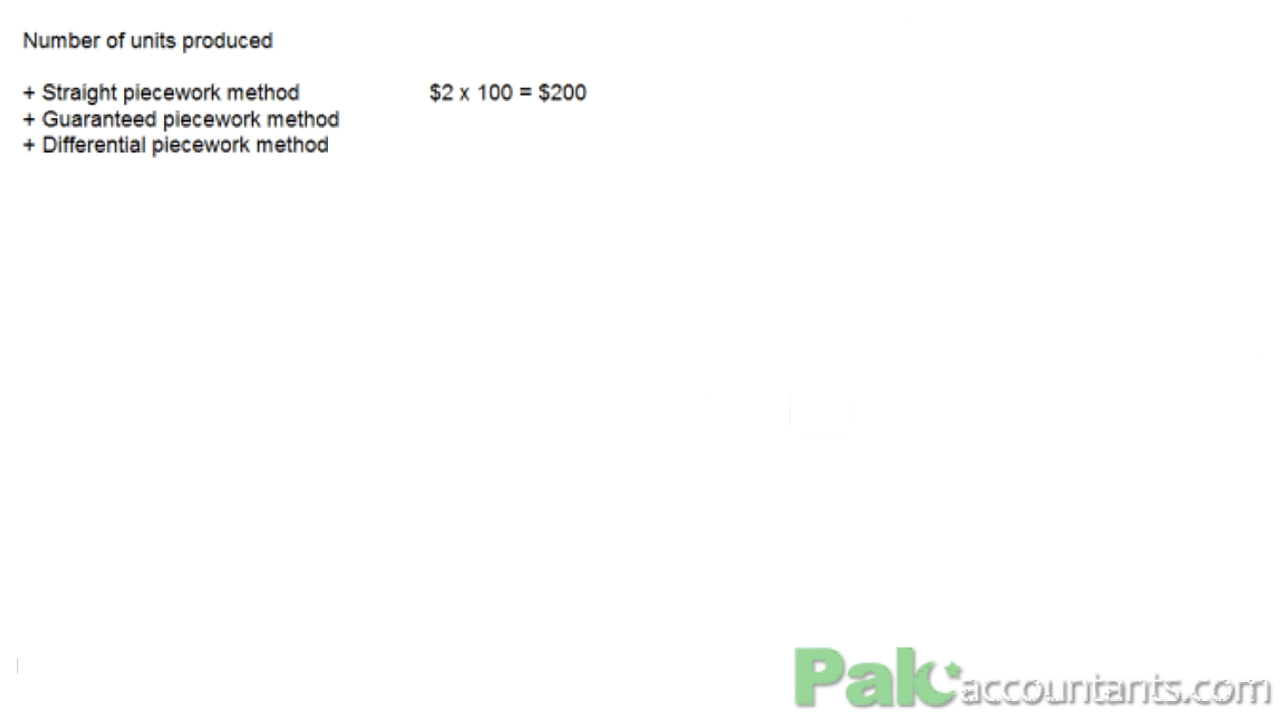 Number of units produced
+ Straight piecework method $2 x 100 = $200
+ Guaranteed piecework method
+ Differential piecework method
Pakaccountants.com